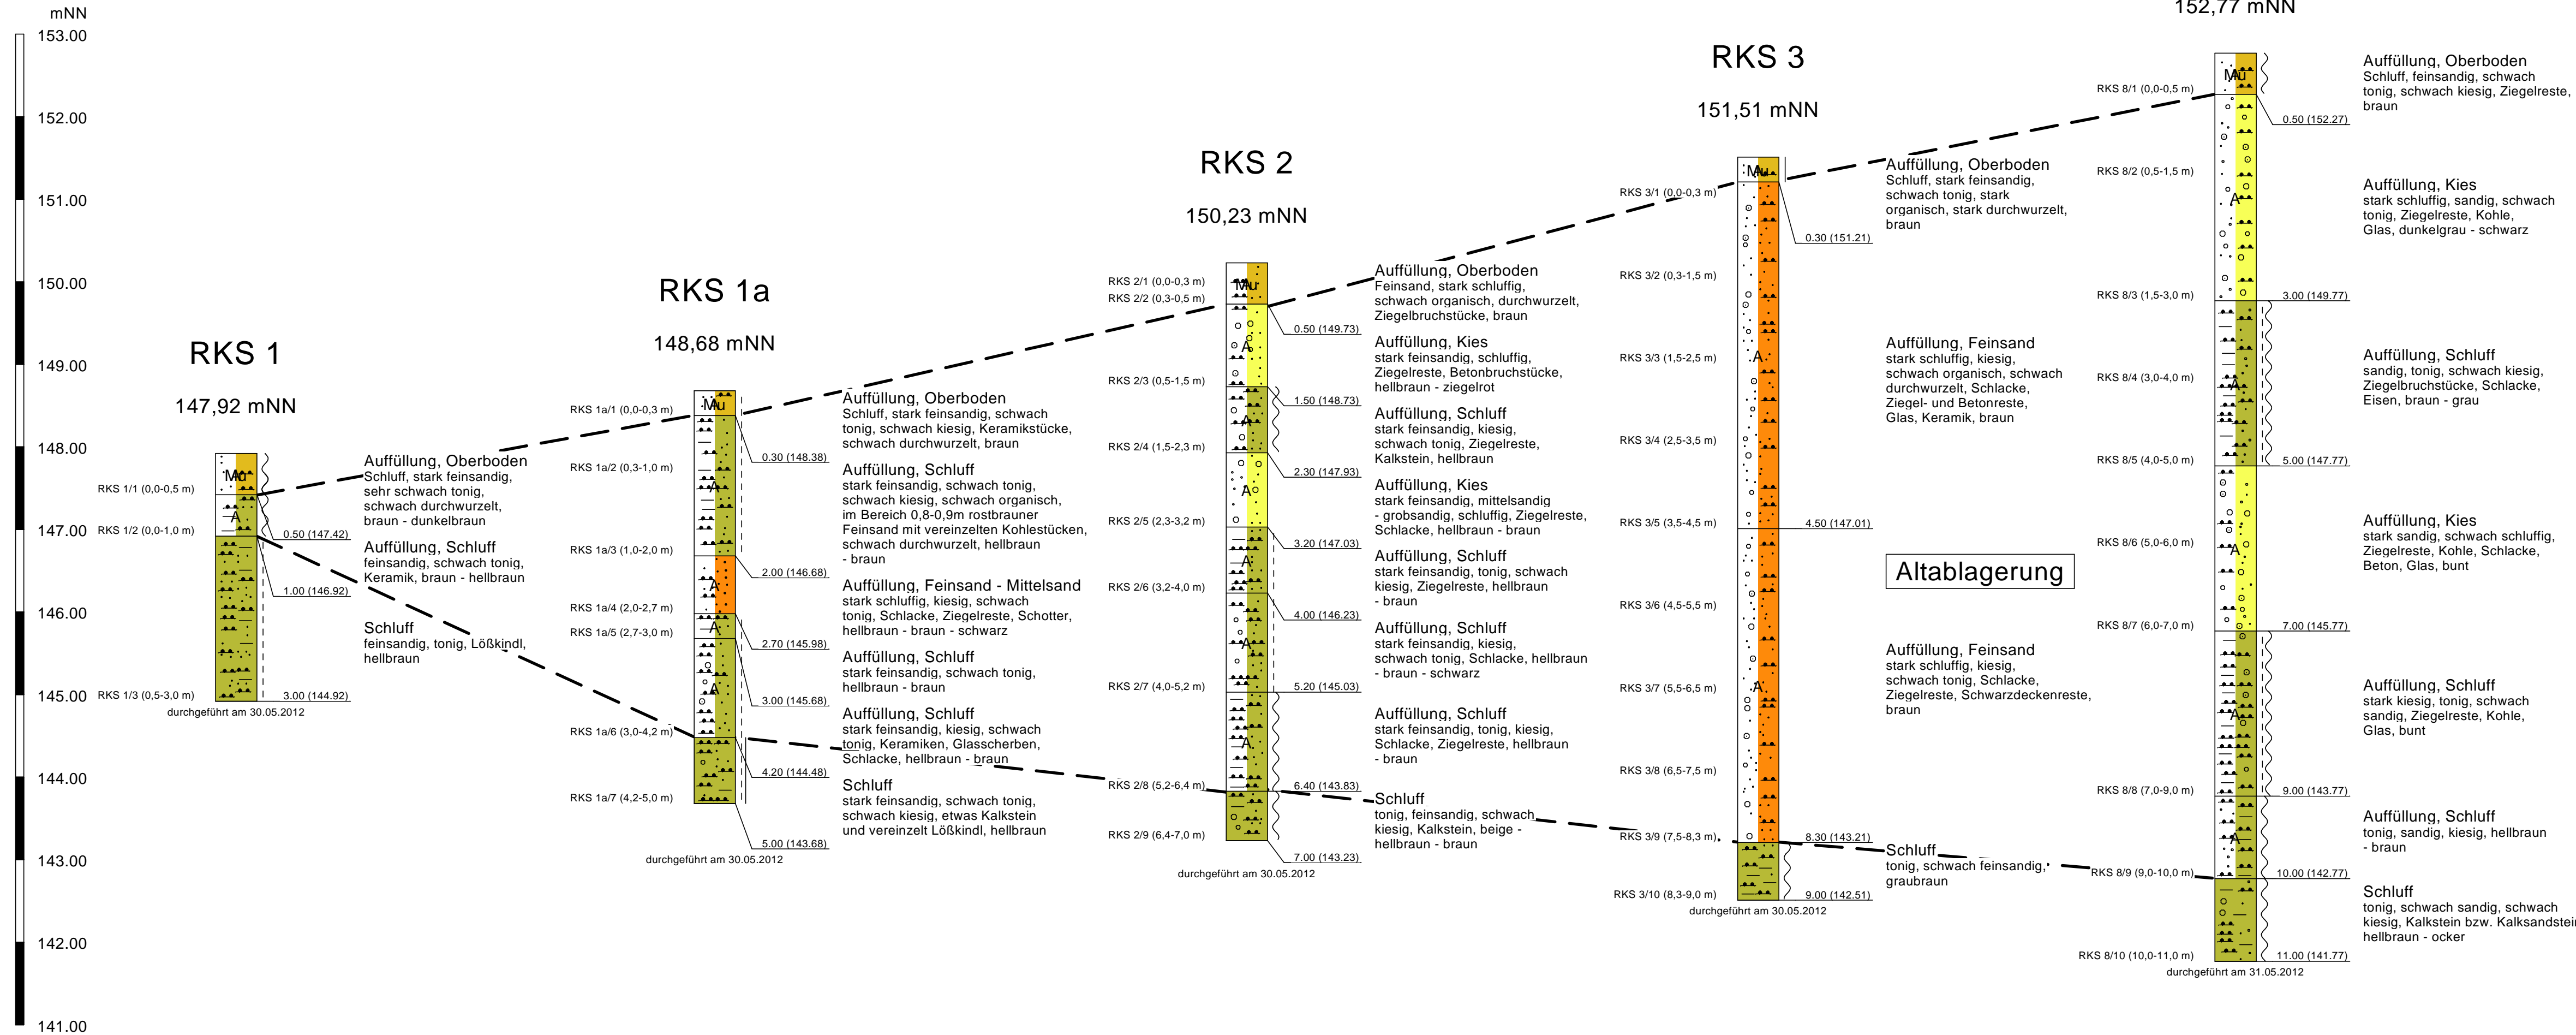 mNN
153.00
152.00
151.00
150.00
149.00
148.00
147.00
146.00
145.00
144.00
143.00
142.00
141.00
RKS 1
147,92 mNN
Mu
A
RKS 1/1 (0,0-0,5 m)
RKS 1/2 (0,0-1,0 m)
RKS 1/3 (0,5-3,0 m)
0.50 (147.42)
1.00 (146.92)
3.00 (144.92)
durchgeführt am 30.05.2012
Auffüllung, Oberboden
Schluff, stark feinsandig,
sehr schwach tonig,
schwach durchwurzelt,
braun - dunkelbraun
Auffüllung, Schluff
feinsandig, schwach tonig,
Keramik, braun - hellbraun
Schluff
feinsandig, tonig, Lößkindl,
hellbraun
RKS 1a
148,68 mNN
Mu
A
A
A
A
RKS 1a/1 (0,0-0,3 m)
RKS 1a/2 (0,3-1,0 m)
RKS 1a/3 (1,0-2,0 m)
RKS 1a/4 (2,0-2,7 m)
RKS 1a/5 (2,7-3,0 m)
RKS 1a/6 (3,0-4,2 m)
RKS 1a/7 (4,2-5,0 m)
0.30 (148.38)
2.00 (146.68)
2.70 (145.98)
3.00 (145.68)
4.20 (144.48)
5.00 (143.68)
durchgeführt am 30.05.2012
Auffüllung, Oberboden
Schluff, stark feinsandig, schwach
tonig, schwach kiesig, Keramikstücke,
schwach durchwurzelt, braun
Auffüllung, Schluff
stark feinsandig, schwach tonig,
schwach kiesig, schwach organisch,
im Bereich 0,8-0,9m rostbrauner
Feinsand mit vereinzelten Kohlestücken,
schwach durchwurzelt, hellbraun
- braun
Auffüllung, Feinsand - Mittelsand
stark schluffig, kiesig, schwach
tonig, Schlacke, Ziegelreste, Schotter,
hellbraun - braun - schwarz
Auffüllung, Schluff
stark feinsandig, schwach tonig,
hellbraun - braun
Auffüllung, Schluff
stark feinsandig, kiesig, schwach
tonig, Keramiken, Glasscherben,
Schlacke, hellbraun - braun
Schluff
stark feinsandig, schwach tonig,
schwach kiesig, etwas Kalkstein
und vereinzelt Lößkindl, hellbraun
RKS 2
150,23 mNN
Mu
A
A
A
A
A
A
RKS 2/1 (0,0-0,3 m)
RKS 2/2 (0,3-0,5 m)
RKS 2/3 (0,5-1,5 m)
RKS 2/4 (1,5-2,3 m)
RKS 2/5 (2,3-3,2 m)
RKS 2/6 (3,2-4,0 m)
RKS 2/7 (4,0-5,2 m)
RKS 2/8 (5,2-6,4 m)
RKS 2/9 (6,4-7,0 m)
0.50 (149.73)
1.50 (148.73)
2.30 (147.93)
3.20 (147.03)
4.00 (146.23)
5.20 (145.03)
6.40 (143.83)
7.00 (143.23)
durchgeführt am 30.05.2012
Auffüllung, Oberboden
Feinsand, stark schluffig,
schwach organisch, durchwurzelt,
Ziegelbruchstücke, braun
Auffüllung, Kies
stark feinsandig, schluffig,
Ziegelreste, Betonbruchstücke,
hellbraun - ziegelrot
Auffüllung, Schluff
stark feinsandig, kiesig,
schwach tonig, Ziegelreste,
Kalkstein, hellbraun
Auffüllung, Kies
stark feinsandig, mittelsandig
- grobsandig, schluffig, Ziegelreste,
Schlacke, hellbraun - braun
Auffüllung, Schluff
stark feinsandig, tonig, schwach
kiesig, Ziegelreste, hellbraun
- braun
Auffüllung, Schluff
stark feinsandig, kiesig,
schwach tonig, Schlacke, hellbraun
- braun - schwarz
Auffüllung, Schluff
stark feinsandig, tonig, kiesig,
Schlacke, Ziegelreste, hellbraun
- braun
Schluff
tonig, feinsandig, schwach
kiesig, Kalkstein, beige -
hellbraun - braun
RKS 3
151,51 mNN
Mu
A
A
RKS 3/1 (0,0-0,3 m)
RKS 3/2 (0,3-1,5 m)
RKS 3/3 (1,5-2,5 m)
RKS 3/4 (2,5-3,5 m)
RKS 3/5 (3,5-4,5 m)
RKS 3/6 (4,5-5,5 m)
RKS 3/7 (5,5-6,5 m)
RKS 3/8 (6,5-7,5 m)
RKS 3/9 (7,5-8,3 m)
RKS 3/10 (8,3-9,0 m)
0.30 (151.21)
4.50 (147.01)
8.30 (143.21)
9.00 (142.51)
durchgeführt am 30.05.2012
Auffüllung, Oberboden
Schluff, stark feinsandig,
schwach tonig, stark
organisch, stark durchwurzelt,
braun
Auffüllung, Feinsand
stark schluffig, kiesig,
schwach organisch, schwach
durchwurzelt, Schlacke,
Ziegel- und Betonreste,
Glas, Keramik, braun
Altablagerung
Auffüllung, Feinsand
stark schluffig, kiesig,
schwach tonig, Schlacke,
Ziegelreste, Schwarzdeckenreste,
braun
Schluff
tonig, schwach feinsandig,
graubraun
152,77 mNN
Mu
A
A
A
A
A
RKS 8/1 (0,0-0,5 m)
RKS 8/2 (0,5-1,5 m)
RKS 8/3 (1,5-3,0 m)
RKS 8/4 (3,0-4,0 m)
RKS 8/5 (4,0-5,0 m)
RKS 8/6 (5,0-6,0 m)
RKS 8/7 (6,0-7,0 m)
RKS 8/8 (7,0-9,0 m)
RKS 8/9 (9,0-10,0 m)
RKS 8/10 (10,0-11,0 m)
0.50 (152.27)
3.00 (149.77)
5.00 (147.77)
7.00 (145.77)
9.00 (143.77)
10.00 (142.77)
11.00 (141.77)
durchgeführt am 31.05.2012
Auffüllung, Oberboden
Schluff, feinsandig, schwach
tonig, schwach kiesig, Ziegelreste,
braun
Auffüllung, Kies
stark schluffig, sandig, schwach
tonig, Ziegelreste, Kohle,
Glas, dunkelgrau - schwarz
Auffüllung, Schluff
sandig, tonig, schwach kiesig,
Ziegelbruchstücke, Schlacke,
Eisen, braun - grau
Auffüllung, Kies
stark sandig, schwach schluffig,
Ziegelreste, Kohle, Schlacke,
Beton, Glas, bunt
Auffüllung, Schluff
stark kiesig, tonig, schwach
sandig, Ziegelreste, Kohle,
Glas, bunt
Auffüllung, Schluff
tonig, sandig, kiesig, hellbraun
- braun
Schluff
tonig, schwach sandig, schwach
kiesig, Kalkstein bzw. Kalksandstein
hellbraun - ocker